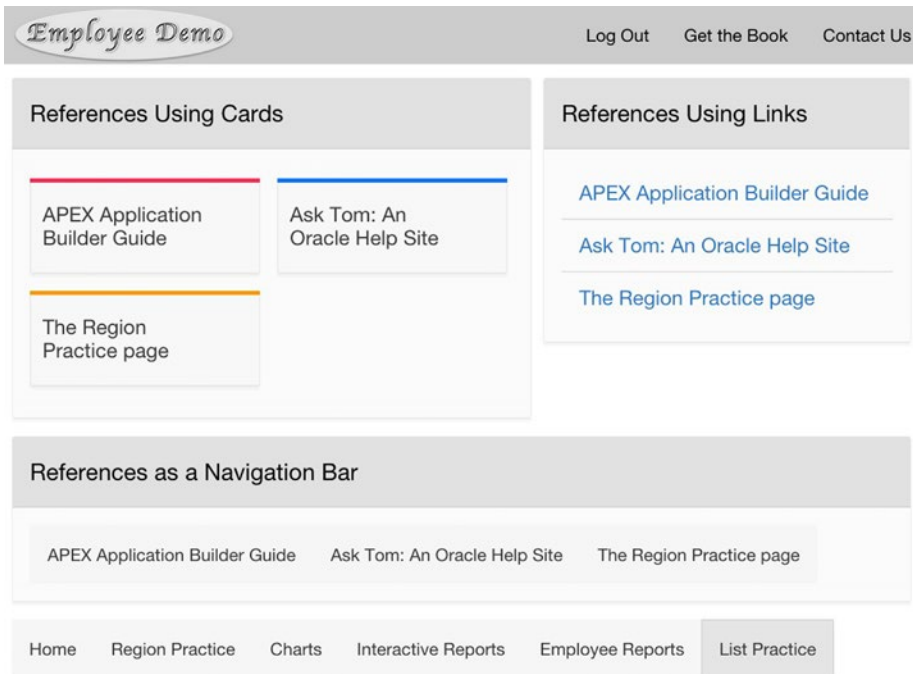 Employee Demo
Log Out Get the Book Contact Us
References Using Cards
APEX Application
Builder Guide
Ask Tom: An
Oracle Help Site
The Region
Practice page
References Using Links
APEX Application Builder Guide
Ask Tom: An Oracle Help Site
The Region Practice page
References as a Navigation Bar
APEX Application Builder Guide Ask Tom: An Oracle Help Site The Region Practice page
Home Region Practice Charts Interactive Reports Employee Reports List Practice